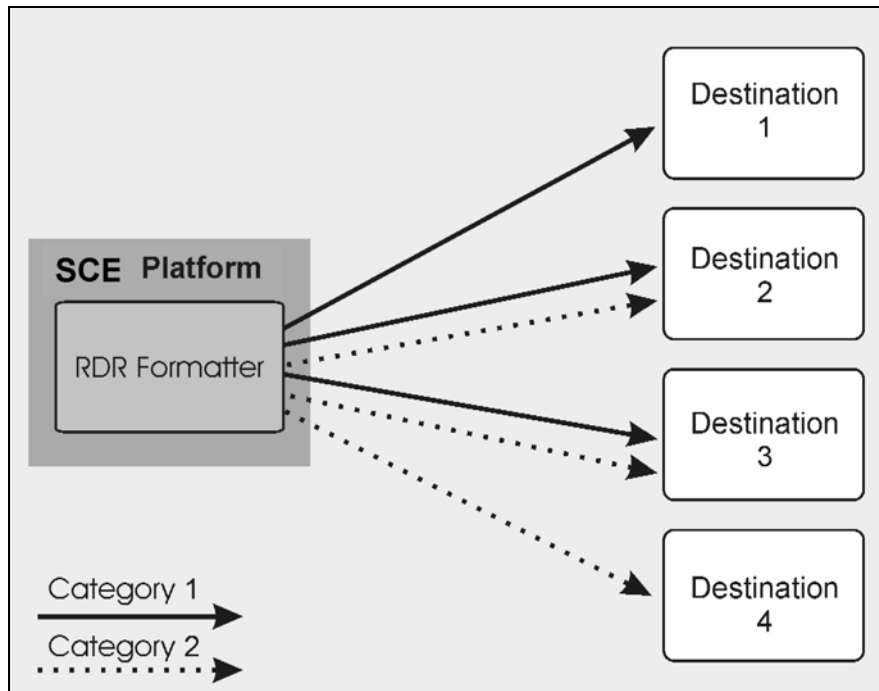 Destination
1
SCE Platform
Destination
2
RDR Formatter
Destination
3
Destination
4
Category 1
Category 2